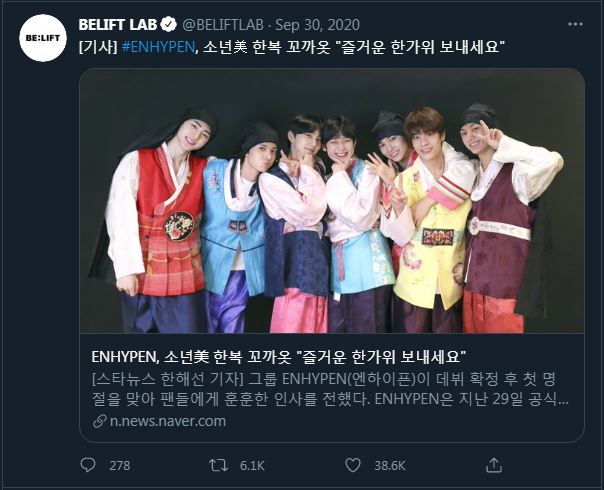 BE:LIFT
BELIFT LAB @BELIFTLAB · Sep 30, 2020
[기사] #ENHYPEN, 소년美 한복 꼬까옷 "즐거운 한가위 보내세요"
ENHYPEN, 소년美 한복 꼬까옷 "즐거운 한가위 보내세요"
[스타뉴스 한해선 기자] 그룹 ENHYPEN(엔하이픈)이 데뷔 확정 후 첫 명
절을 맞아 팬들에게 훈훈한 인사를 전했다. ENHYPEN은 지난 29일 공식...
n.news.naver.com
278 6.1K 38.6K